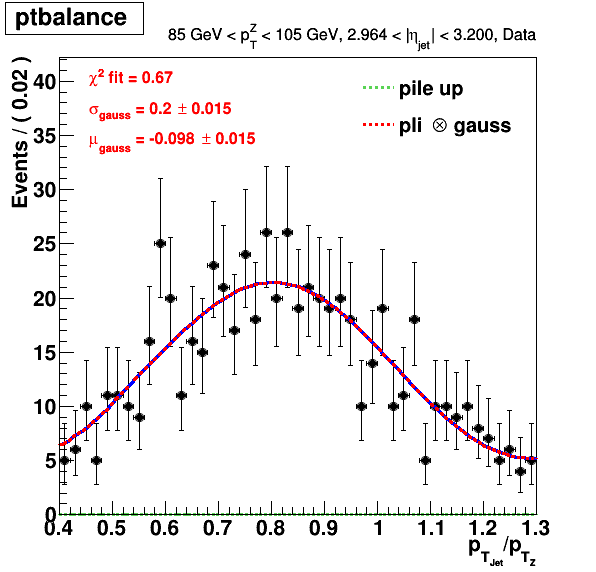 ptbalance
85 GeV < p_T^Z < 105 GeV, 2.964 < |η_jet| < 3.200, Data
χ² fit = 0.67
σ_gauss = 0.2 ± 0.015
μ_gauss = -0.098 ± 0.015
pile up
pli ⊗ gauss
Events / ( 0.02 )
40
35
30
25
20
15
10
5
0
0.4 0.5 0.6 0.7 0.8 0.9 1 1.1 1.2 1.3
p_T_Jet/p_T_Z